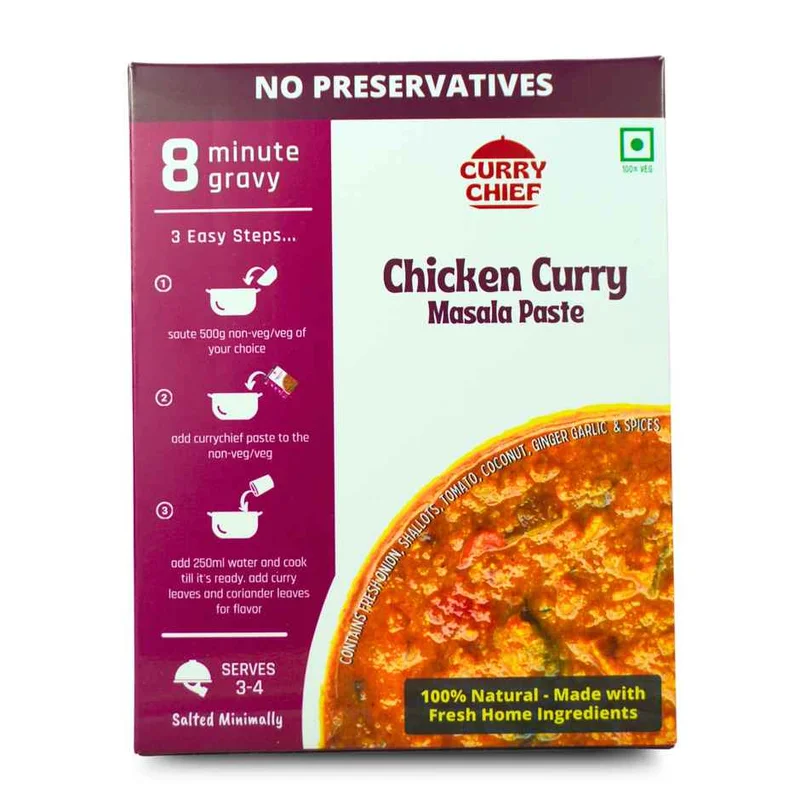 NO PRESERVATIVES
8 minute
gravy
3 Easy Steps...
1
saute 500g non-veg/veg of
your choice
2
add currychief paste to the
non-veg/veg
3
add 250ml water and cook
till it's ready. add curry
leaves and coriander leaves
for flavor
SERVES
3-4
Salted Minimally
CURRY
CHIEF
100% VEG
Chicken Curry
Masala Paste
CONTAINS FRESH ONION, SHALLOTS, TOMATO, COCONUT, GINGER GARLIC & SPICES
100% Natural - Made with
Fresh Home Ingredients